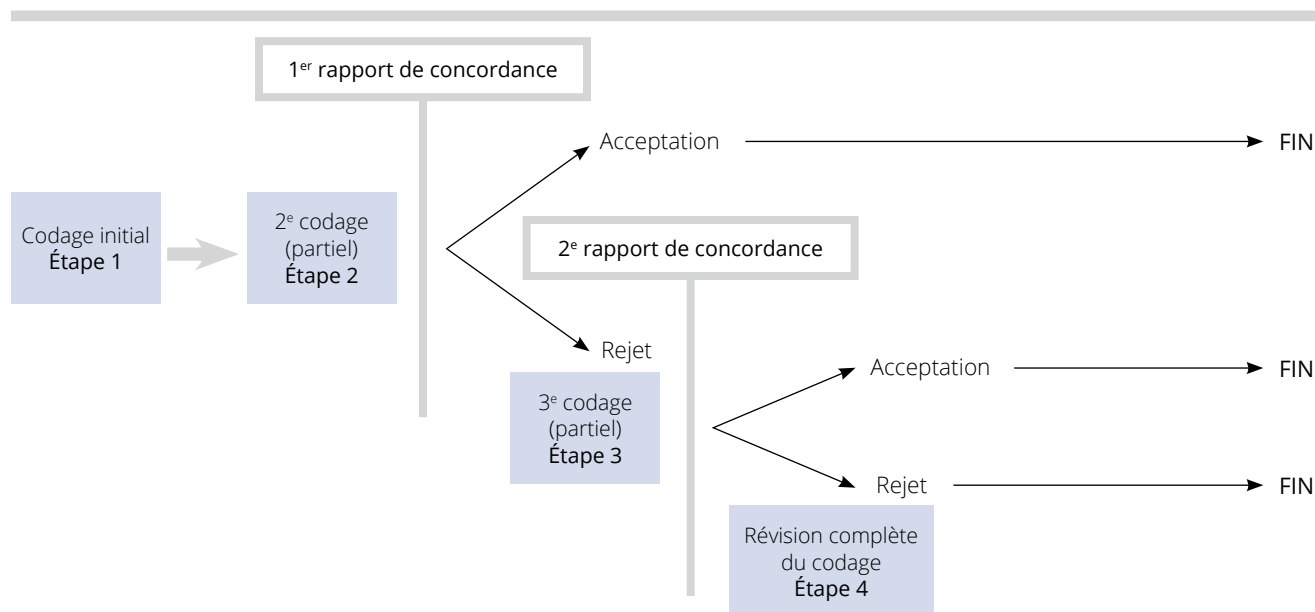 1er rapport de concordance
Acceptation
FIN
Codage initial
Étape 1
2e codage
(partiel)
Étape 2
2e rapport de concordance
Rejet
3e codage
(partiel)
Étape 3
Acceptation
FIN
Rejet
FIN
Révision complète
du codage
Étape 4